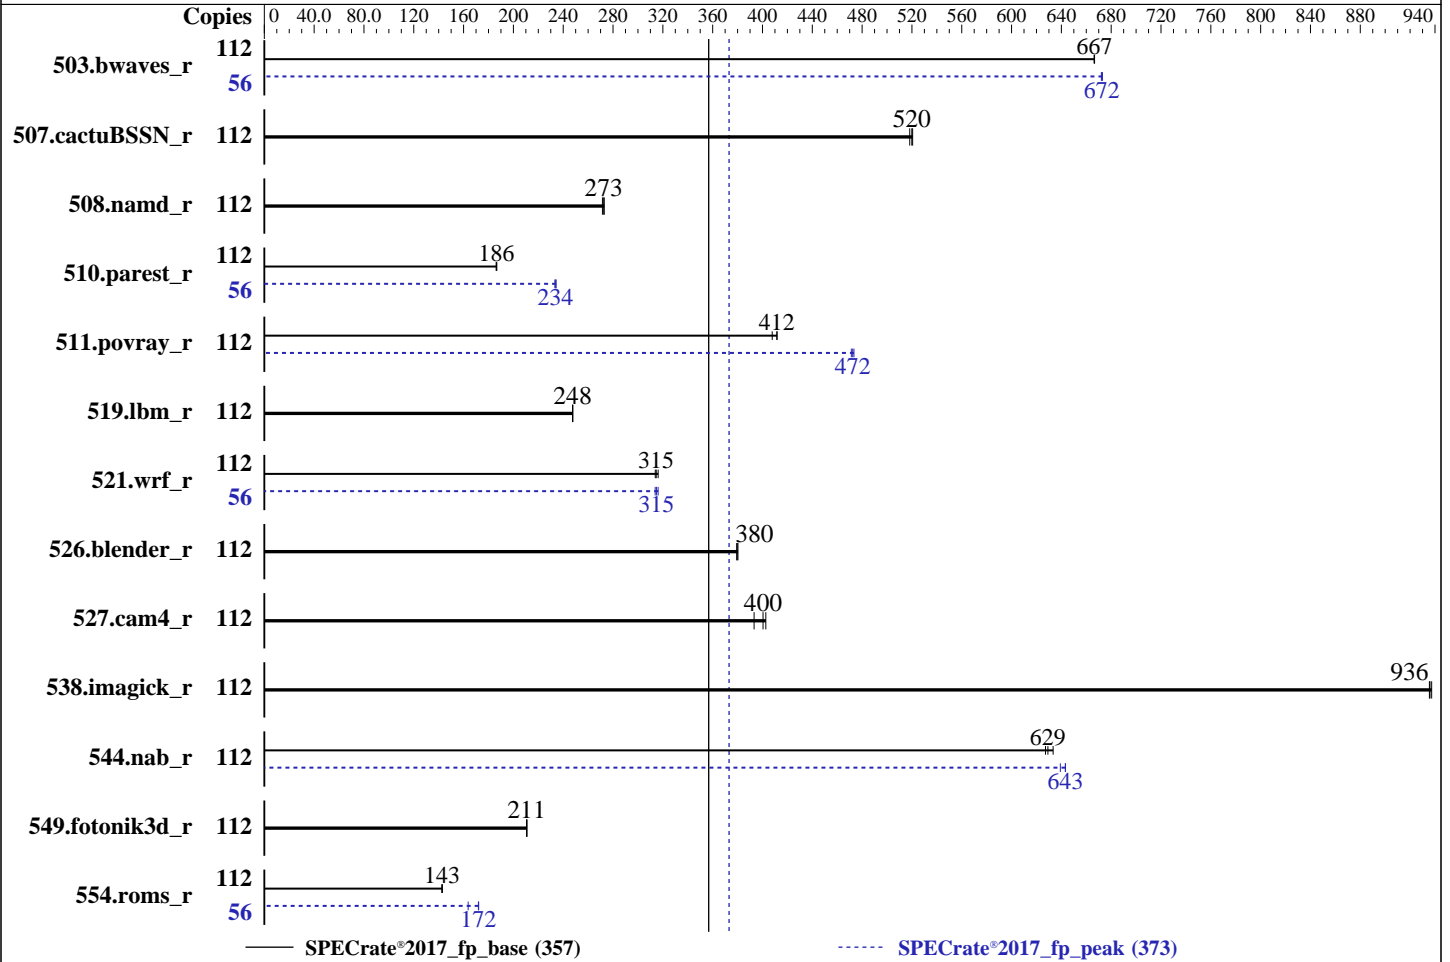 Copies 0 40.0 80.0 120 160 200 240 280 320 360 400 440 480 520 560 600 640 680 720 760 800 840 880 940
503.bwaves_r 112 667
56 672
507.cactuBSSN_r 112 520
508.namd_r 112 273
510.parest_r 112 186
56 234
511.povray_r 112 412
472
519.lbm_r 112 248
521.wrf_r 112 315
56 315
526.blender_r 112 380
527.cam4_r 112 400
538.imagick_r 112 936
544.nab_r 112 629
643
549.fotonik3d_r 112 211
554.roms_r 112 143
56 172
SPECrate®2017_fp_base (357) SPECrate®2017_fp_peak (373)